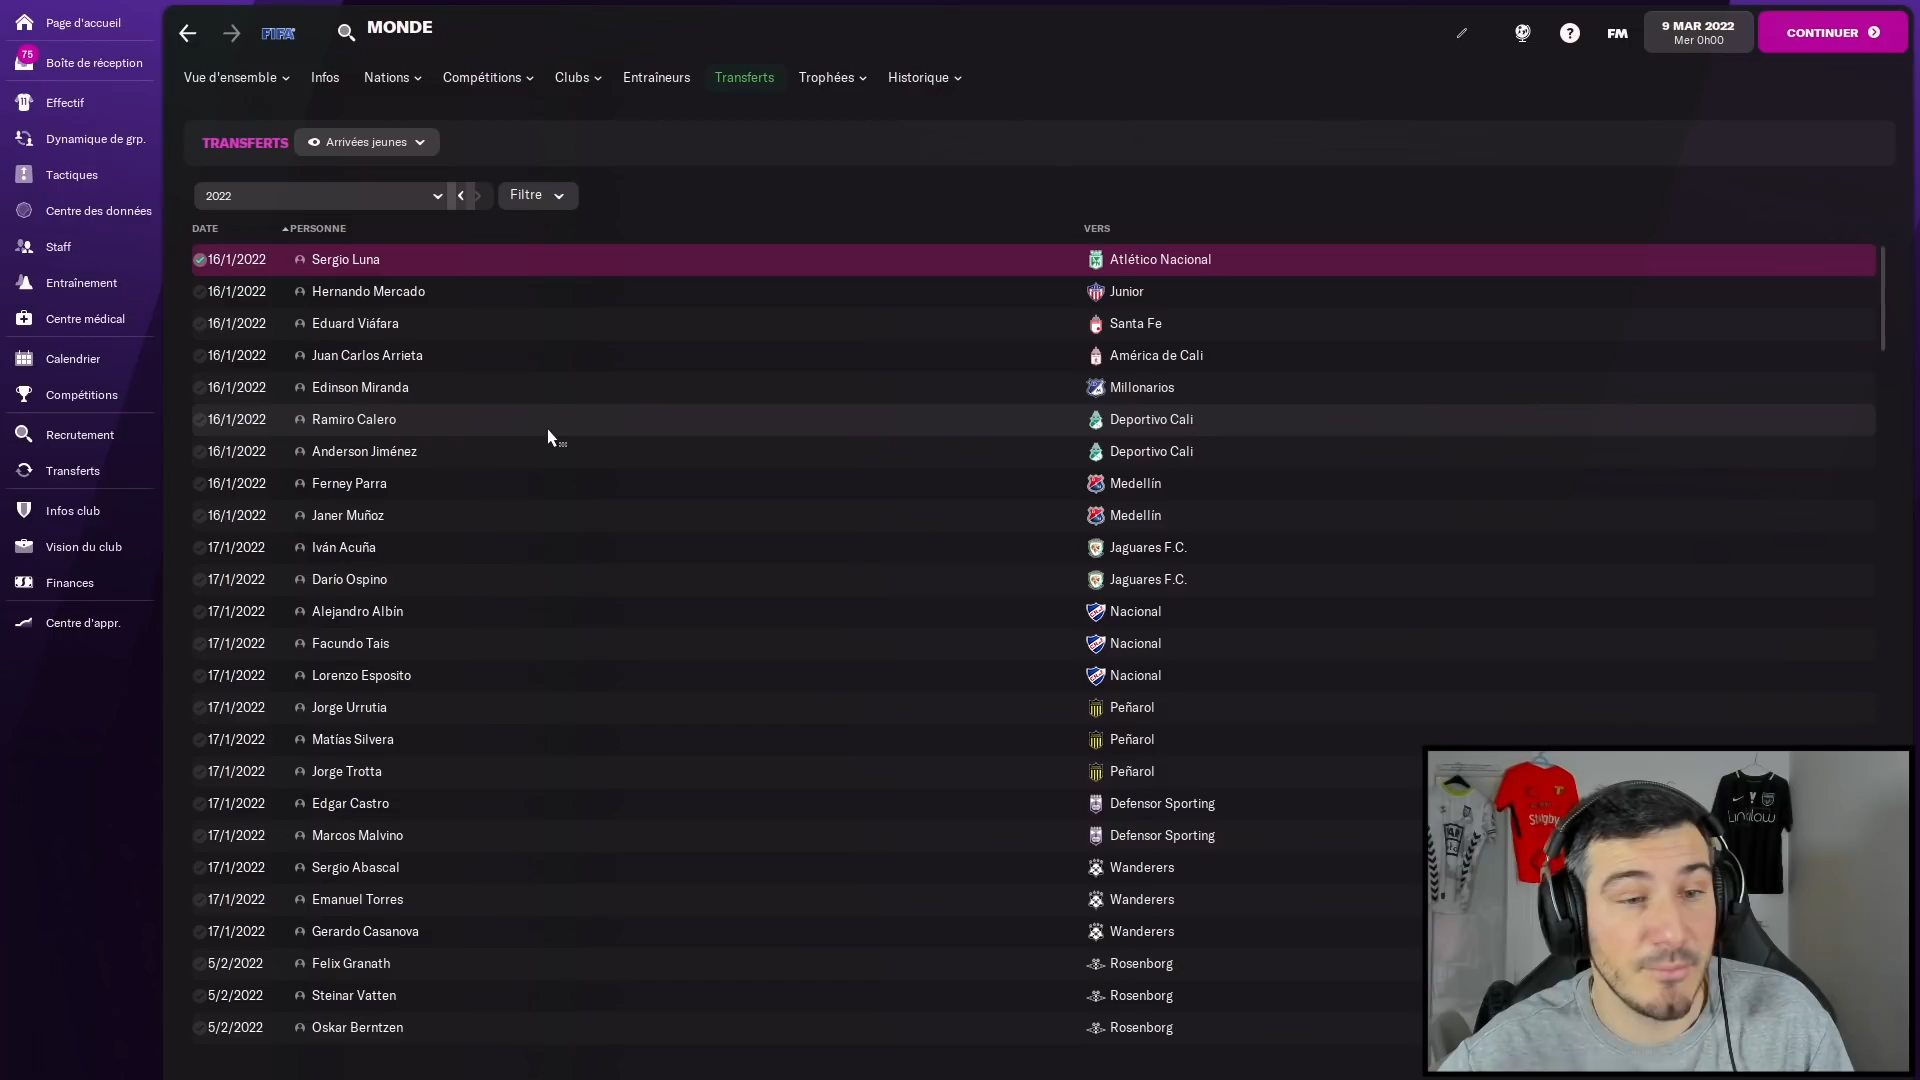 Page d'accueil
75
Boîte de réception
Effectif
Dynamique de grp.
Tactiques
Centre des données
Staff
Entraînement
Centre médical
Calendrier
Compétitions
Recrutement
Transferts
Infos club
Vision du club
Finances
Centre d'appr.
FIFA
MONDE
FM
9 MAR 2022
Mer 0h00
CONTINUER
Vue d'ensemble Infos Nations Compétitions Clubs Entraîneurs Transferts Trophées Historique
TRANSFERTS Arrivées jeunes
2022 Filtre
DATE PERSONNE VERS
16/1/2022 Sergio Luna Atlético Nacional
16/1/2022 Hernando Mercado Junior
16/1/2022 Eduard Viáfara Santa Fe
16/1/2022 Juan Carlos Arrieta América de Cali
16/1/2022 Edinson Miranda Millonarios
16/1/2022 Ramiro Calero Deportivo Cali
16/1/2022 Anderson Jiménez Deportivo Cali
16/1/2022 Ferney Parra Medellín
16/1/2022 Janer Muñoz Medellín
17/1/2022 Iván Acuña Jaguares F.C.
17/1/2022 Darío Ospino Jaguares F.C.
17/1/2022 Alejandro Albín Nacional
17/1/2022 Facundo Tais Nacional
17/1/2022 Lorenzo Esposito Nacional
17/1/2022 Jorge Urrutia Peñarol
17/1/2022 Matías Silvera Peñarol
17/1/2022 Jorge Trotta Peñarol
17/1/2022 Edgar Castro Defensor Sporting
17/1/2022 Marcos Malvino Defensor Sporting
17/1/2022 Sergio Abascal Wanderers
17/1/2022 Emanuel Torres Wanderers
17/1/2022 Gerardo Casanova Wanderers
5/2/2022 Felix Granath Rosenborg
5/2/2022 Steinar Vatten Rosenborg
5/2/2022 Oskar Berntzen Rosenborg